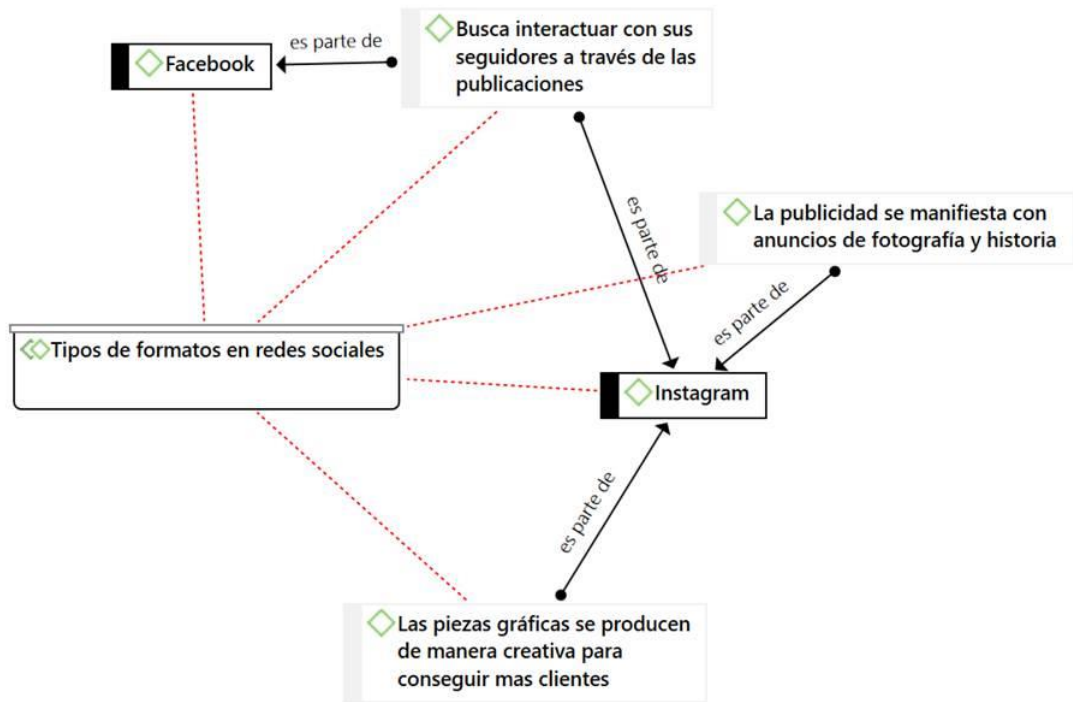 Facebook
es parte de
Busca interactuar con sus
seguidores a través de las
publicaciones
es parte de
La publicidad se manifiesta con
anuncios de fotografía y historia
es parte de
Tipos de formatos en redes sociales
Instagram
es parte de
Las piezas gráficas se producen
de manera creativa para
conseguir mas clientes